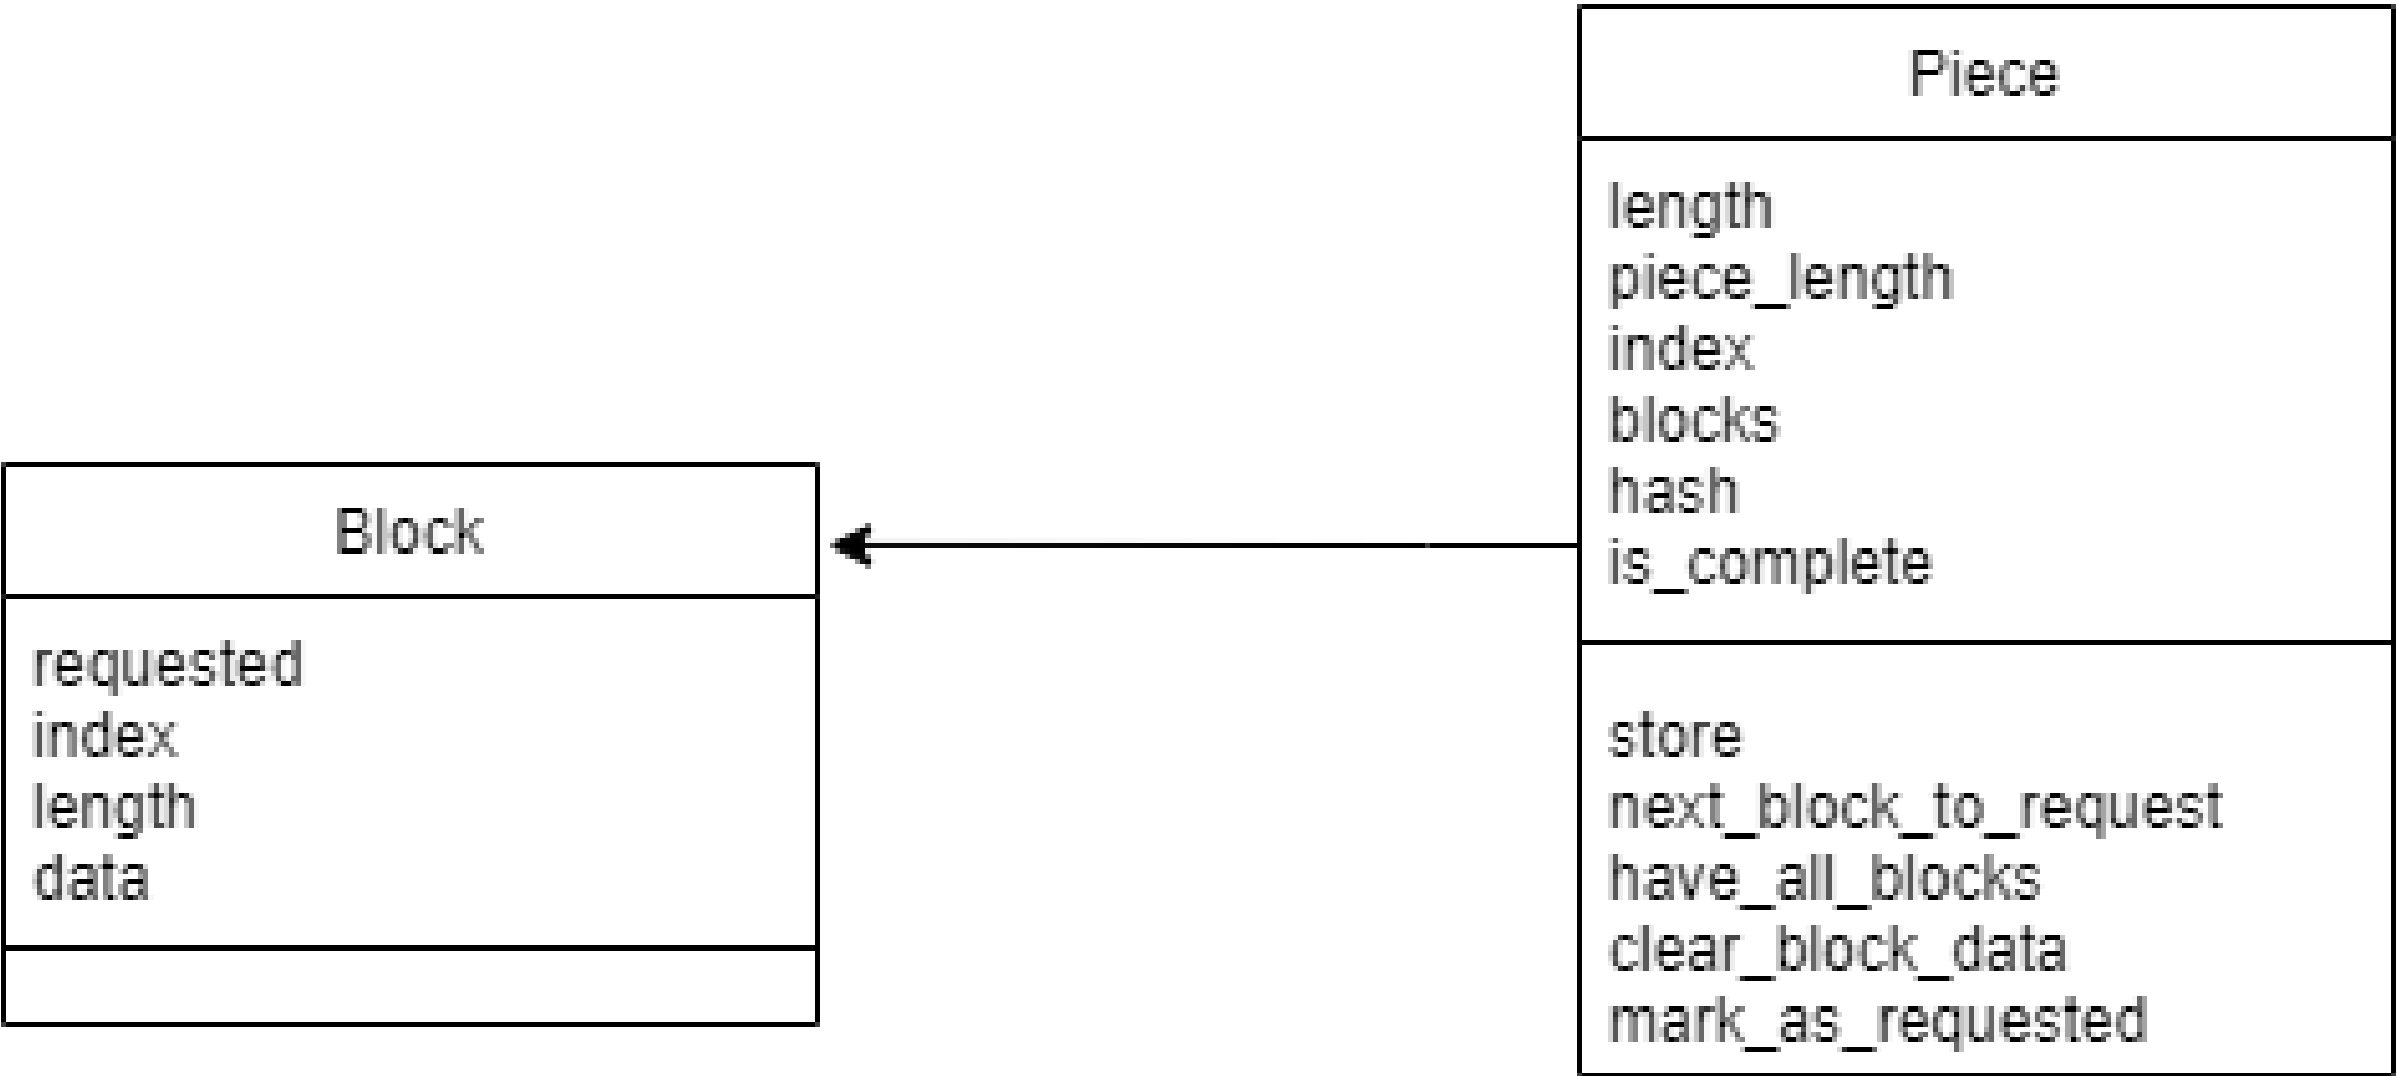 Piece
length
piece_length
index
blocks
hash
is_complete
store
next_block_to_request
have_all_blocks
clear_block_data
mark_as_requested
Block
requested
index
length
data